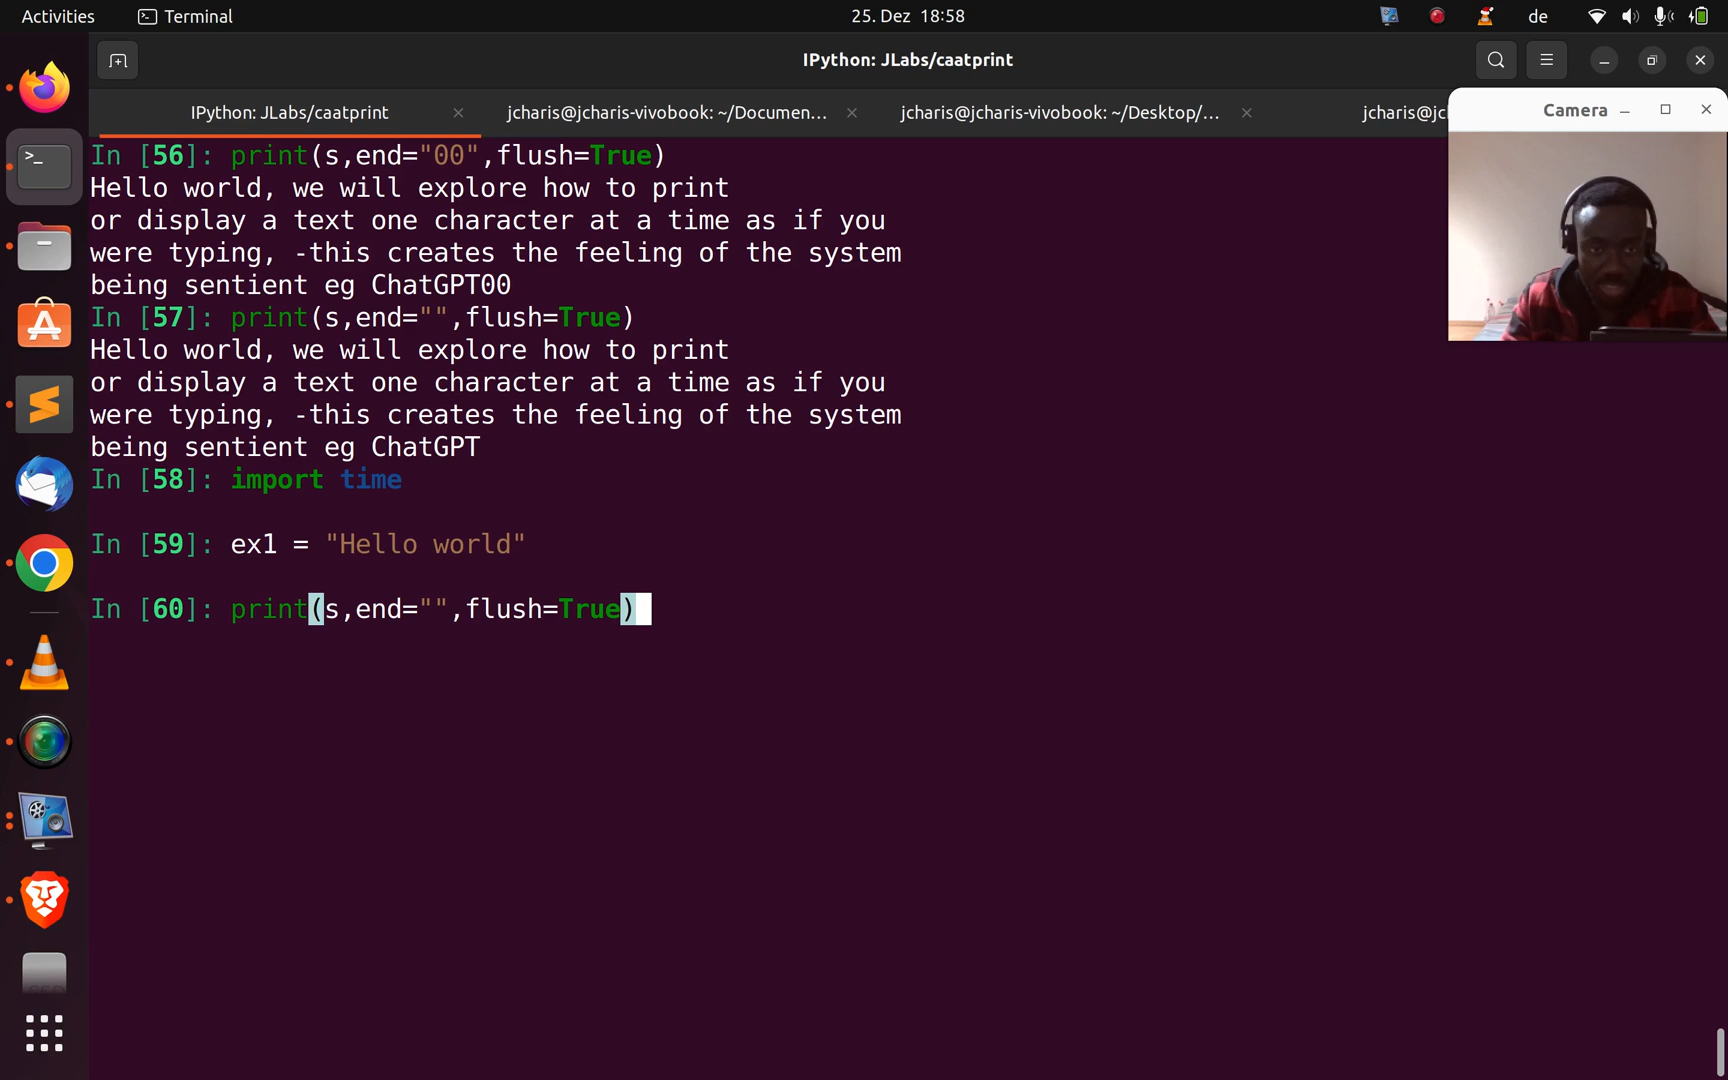 Activities
Terminal
25. Dez 18:58
de
IPython: JLabs/caatprint
IPython: JLabs/caatprint
jcharis@jcharis-vivobook: ~/Documen...
jcharis@jcharis-vivobook: ~/Desktop/...
jcharis@jc
Camera
In [56]: print(s,end="00",flush=True)
Hello world, we will explore how to print
or display a text one character at a time as if you
were typing, -this creates the feeling of the system
being sentient eg ChatGPT00
In [57]: print(s,end="",flush=True)
Hello world, we will explore how to print
or display a text one character at a time as if you
were typing, -this creates the feeling of the system
being sentient eg ChatGPT
In [58]: import time
In [59]: ex1 = "Hello world"
In [60]: print(s,end="",flush=True)